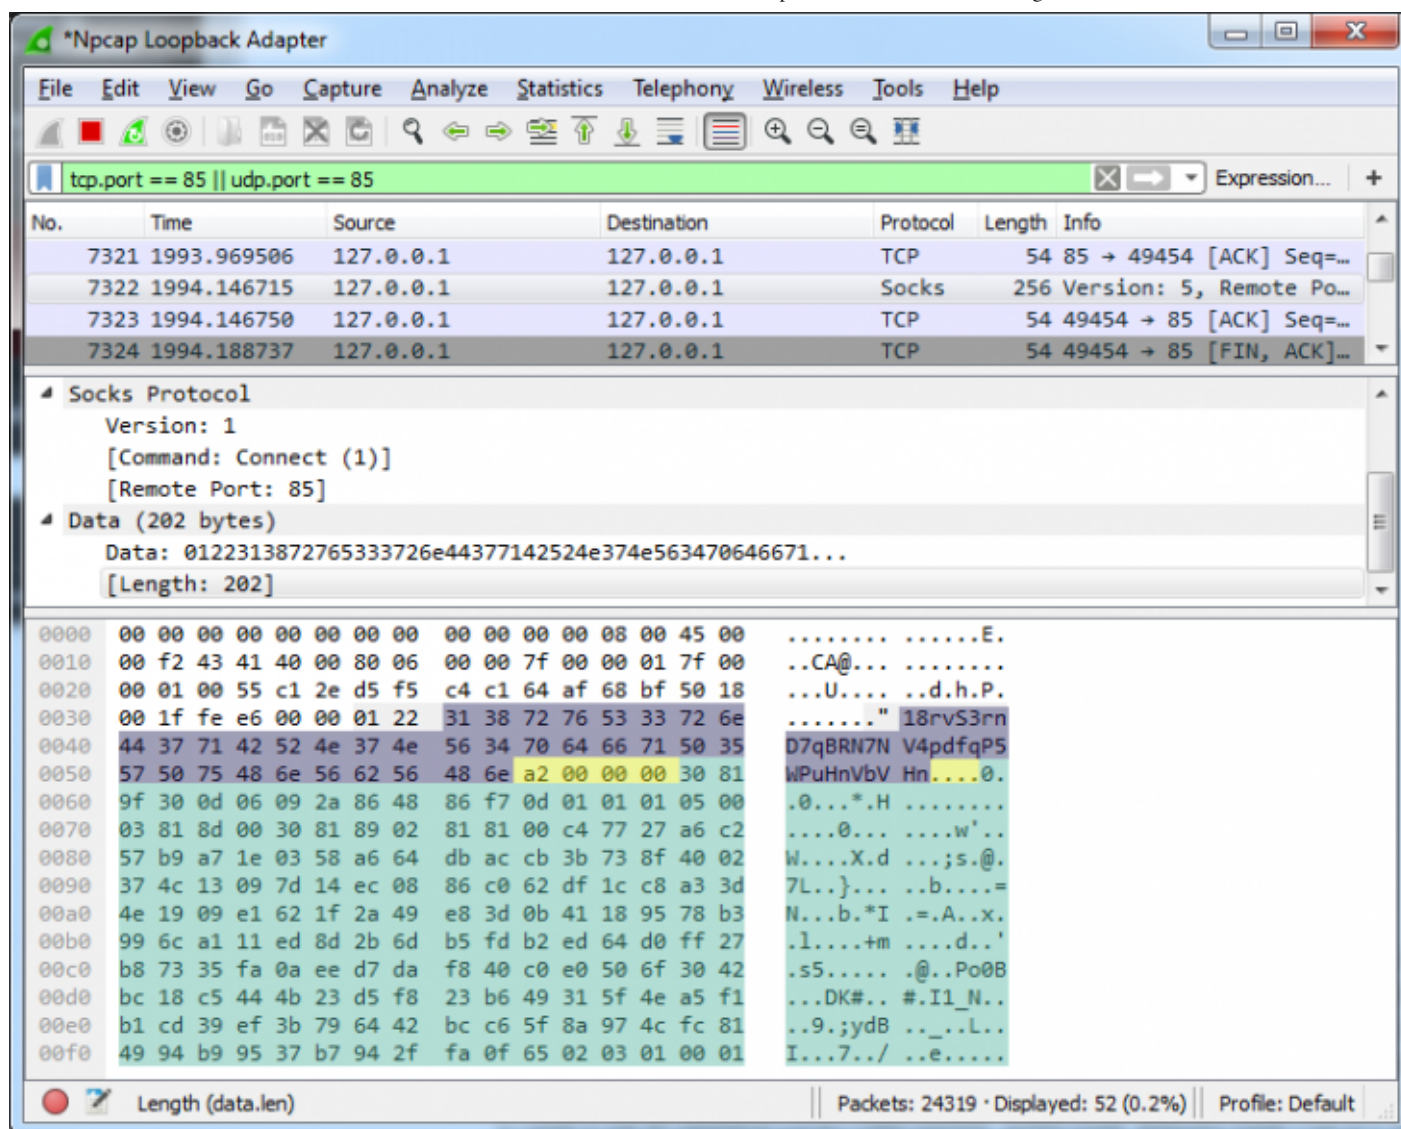 *Npcap Loopback Adapter
File Edit View Go Capture Analyze Statistics Telephony Wireless Tools Help
tcp.port == 85 || udp.port == 85 Expression... +
No. Time Source Destination Protocol Length Info
7321 1993.969506 127.0.0.1 127.0.0.1 TCP 54 85 → 49454 [ACK] Seq=…
7322 1994.146715 127.0.0.1 127.0.0.1 Socks 256 Version: 5, Remote Po…
7323 1994.146750 127.0.0.1 127.0.0.1 TCP 54 49454 → 85 [ACK] Seq=…
7324 1994.188737 127.0.0.1 127.0.0.1 TCP 54 49454 → 85 [FIN, ACK]…
Socks Protocol
Version: 1
[Command: Connect (1)]
[Remote Port: 85]
Data (202 bytes)
Data: 0122313872765333726e44377142524e374e563470646671...
[Length: 202]
0000 00 00 00 00 00 00 00 00 00 00 00 00 08 00 45 00 ........ ......E.
0010 00 f2 43 41 40 00 80 06 00 00 7f 00 00 01 7f 00 ..CA@... ........
0020 00 01 00 55 c1 2e d5 f5 c4 c1 64 af 68 bf 50 18 ...U.... ..d.h.P.
0030 00 1f fe e6 00 00 01 22 31 38 72 76 53 33 72 6e ......." 18rvS3rn
0040 44 37 71 42 52 4e 37 4e 56 34 70 64 66 71 50 35 D7qBRN7N V4pdfqP5
0050 57 50 75 48 6e 56 62 56 48 6e a2 00 00 00 30 81 WPuHnVbV Hn....0.
0060 9f 30 0d 06 09 2a 86 48 86 f7 0d 01 01 01 05 00 .0...*.H ........
0070 03 81 8d 00 30 81 89 02 81 81 00 c4 77 27 a6 c2 ....0... ....w'..
0080 57 b9 a7 1e 03 58 a6 64 db ac cb 3b 73 8f 40 02 W....X.d ...;s.@.
0090 37 4c 13 09 7d 14 ec 08 86 c0 62 df 1c c8 a3 3d 7L..}... ..b....=
00a0 4e 19 09 e1 62 1f 2a 49 e8 3d 0b 41 18 95 78 b3 N...b.*I .=.A..x.
00b0 99 6c a1 11 ed 8d 2b 6d b5 fd b2 ed 64 d0 ff 27 .l....+m ....d..'
00c0 b8 73 35 fa 0a ee d7 da f8 40 c0 e0 50 6f 30 42 .s5..... .@..Po0B
00d0 bc 18 c5 44 4b 23 d5 f8 23 b6 49 31 5f 4e a5 f1 ...DK#.. #.I1_N..
00e0 b1 cd 39 ef 3b 79 64 42 bc c6 5f 8a 97 4c fc 81 ..9.;ydB .._..L..
00f0 49 94 b9 95 37 b7 94 2f fa 0f 65 02 03 01 00 01 I...7../ ..e.....
Length (data.len) Packets: 24319 · Displayed: 52 (0.2%) Profile: Default